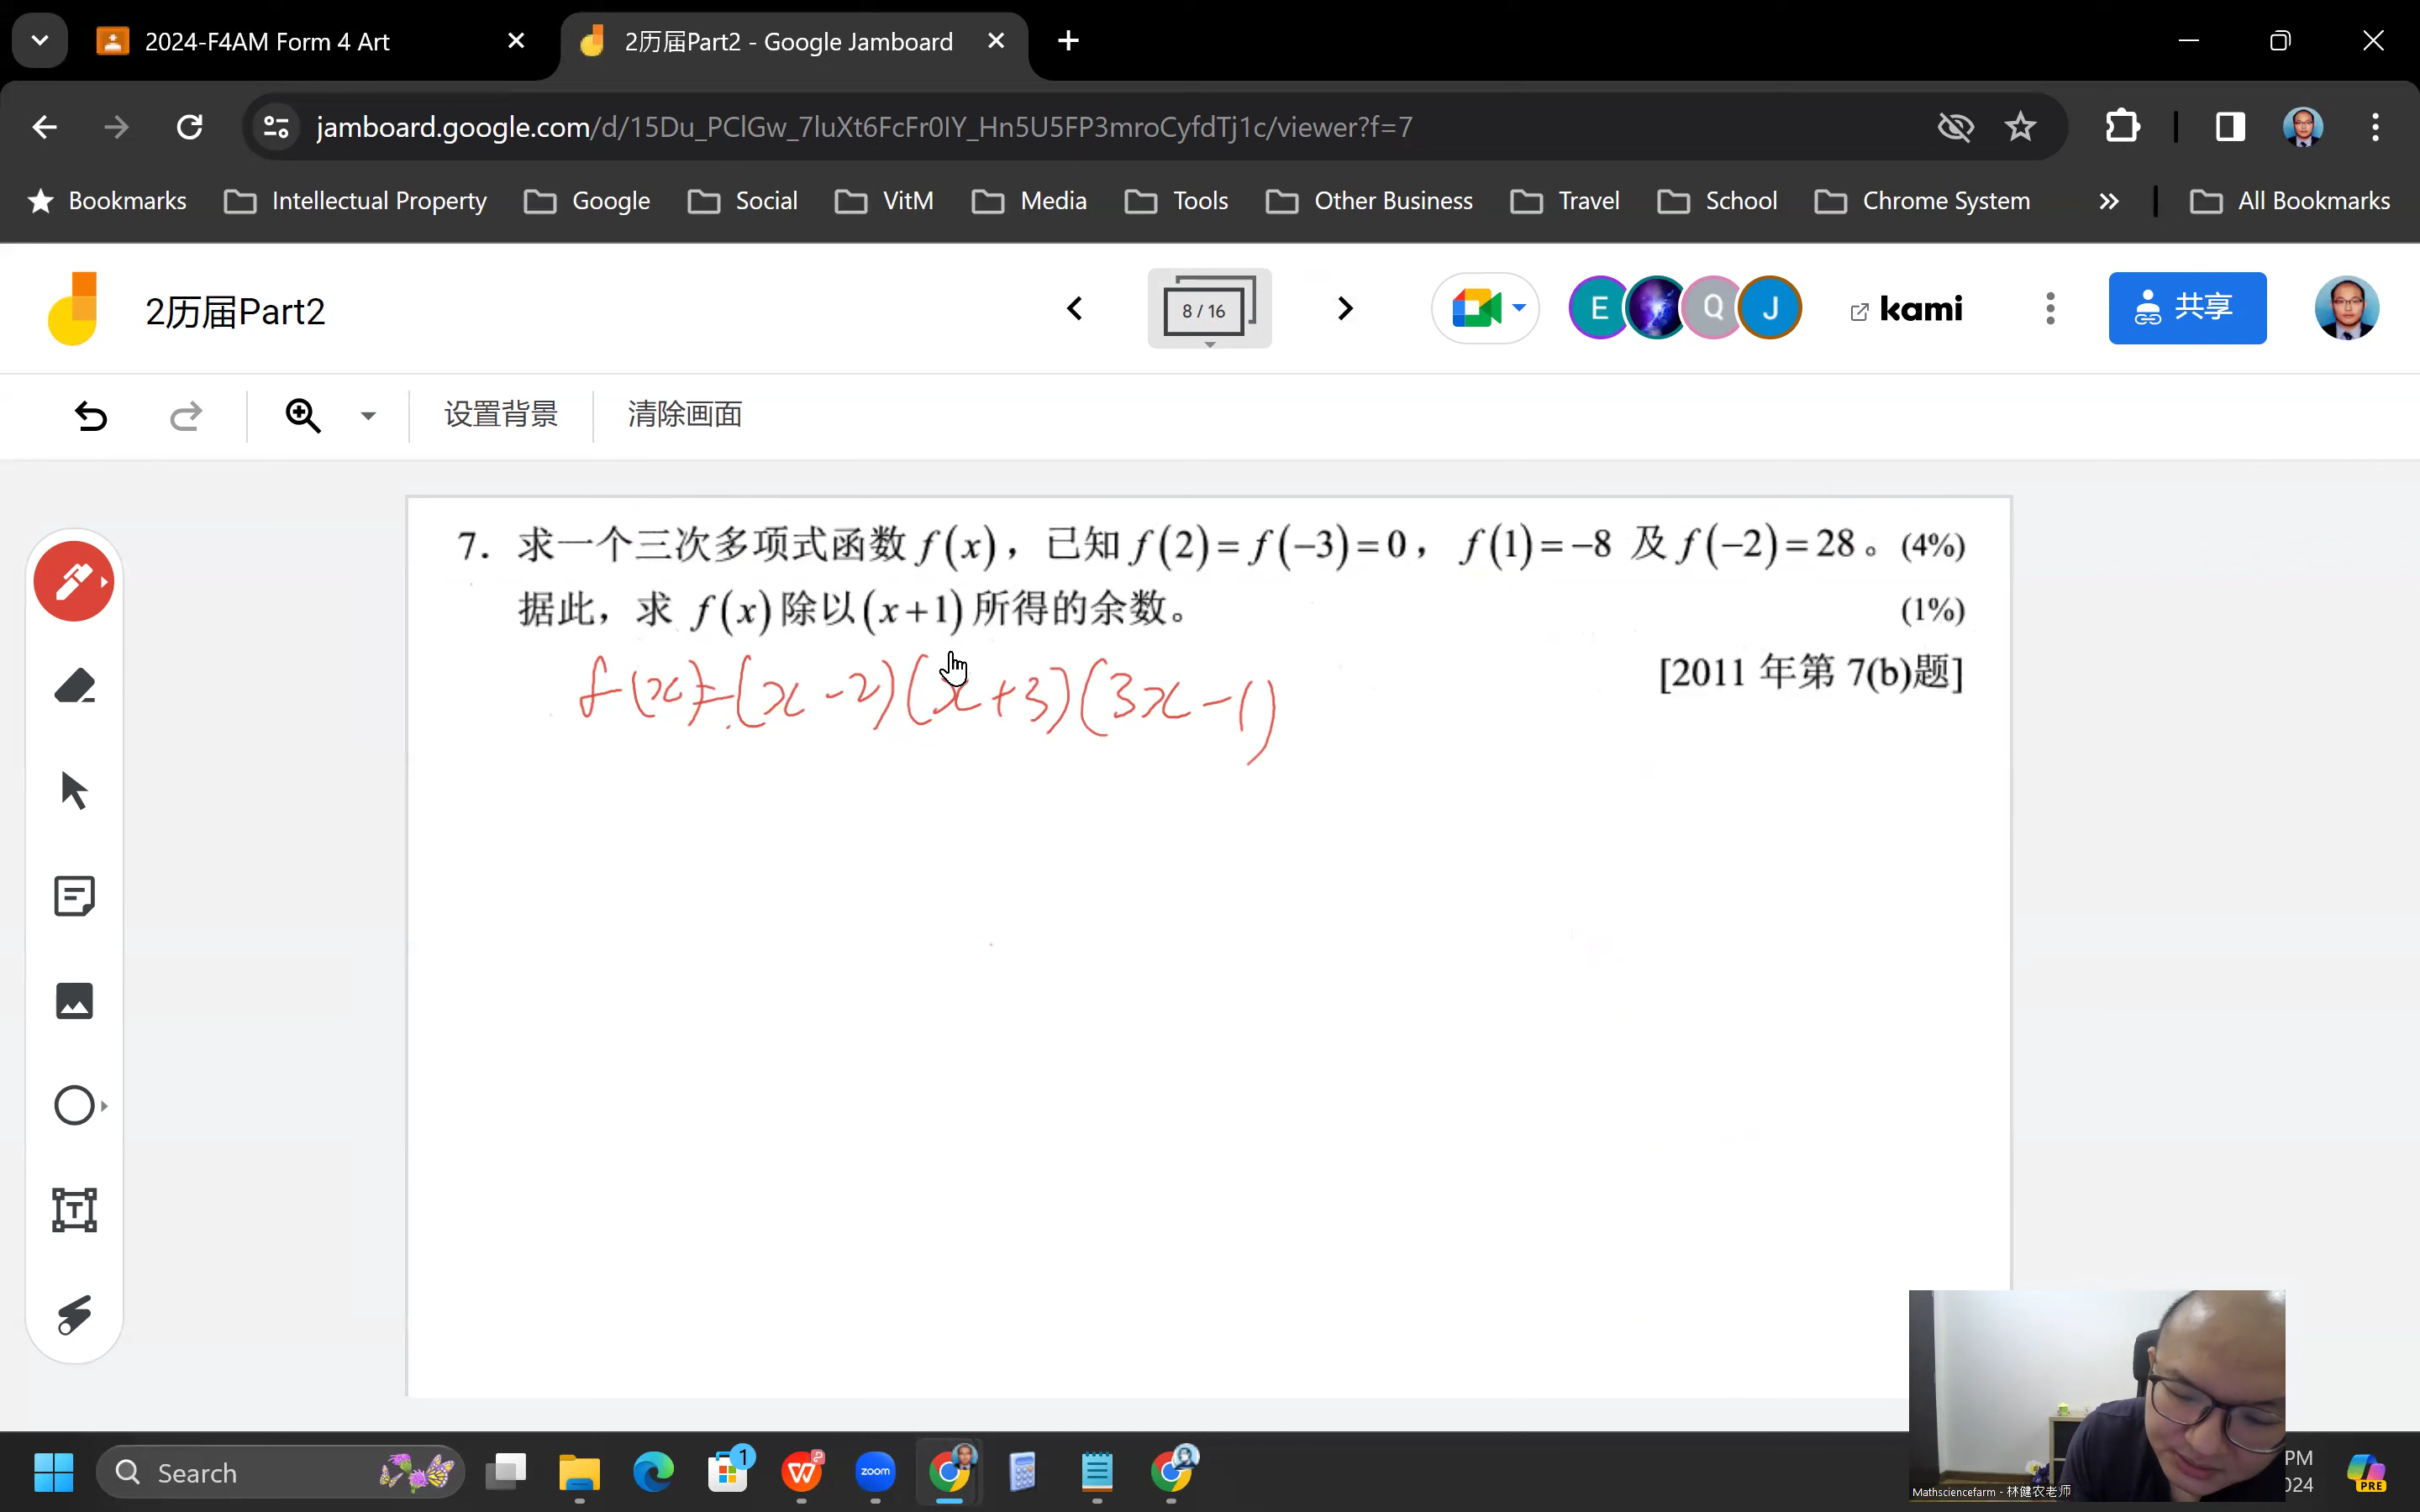 2024-F4AM Form 4 Art
2历届Part2 - Google Jamboard
jamboard.google.com/d/15Du_PClGw_7luXt6FcFr0IY_Hn5U5FP3mroCyfdTj1c/viewer?f=7
Bookmarks Intellectual Property Google Social VitM Media Tools Other Business Travel School Chrome System All Bookmarks
2历届Part2 8 / 16 E Q J kami 共享
设置背景 清除画面
7. 求一个三次多项式函数 f(x)，已知 f(2)=f(−3)=0，f(1)=−8 及 f(−2)=28。(4%)
据此，求 f(x) 除以 (x+1) 所得的余数。 (1%)
[2011 年第 7(b)题]
f(x)=(x-2)(x+3)(3x-1)
T
Mathsciencefarm - 林健农老师
Search 1 zoom PM
024 PRE